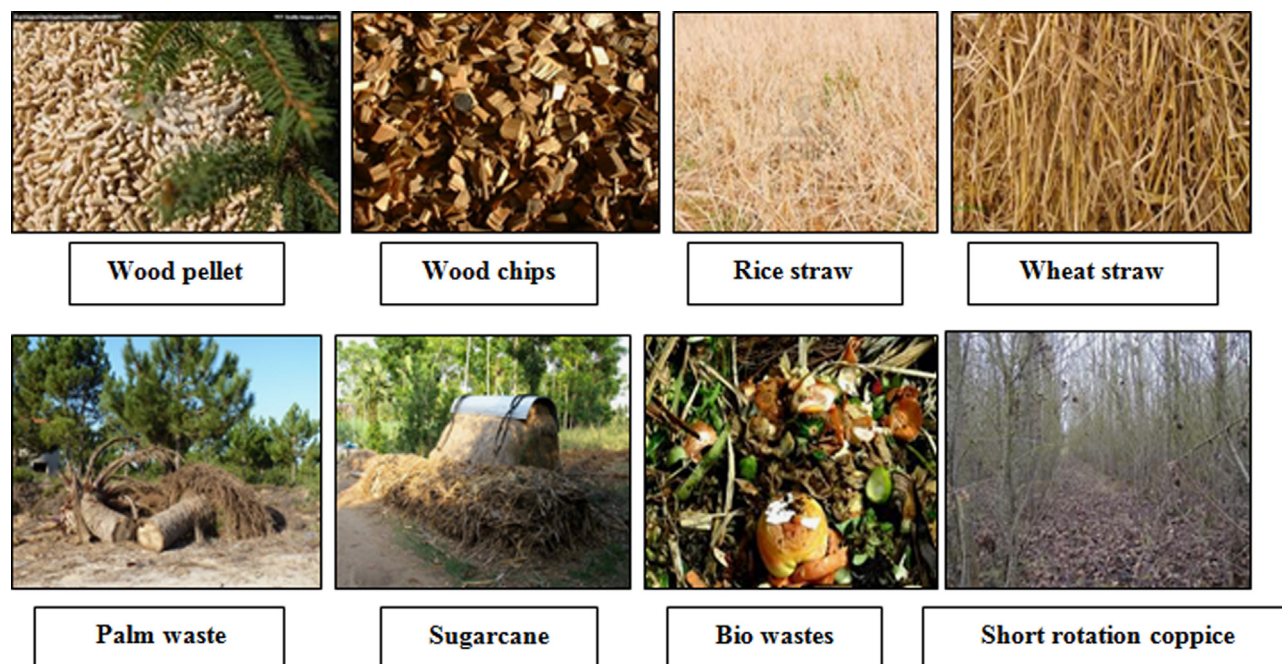 Wood pellet
Wood chips
Rice straw
Wheat straw
Palm waste
Sugarcane
Bio wastes
Short rotation coppice